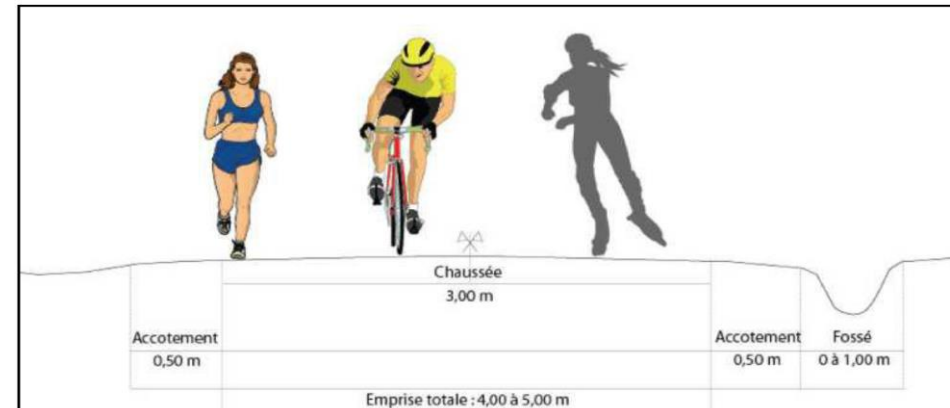 Chaussée
3,00 m
Accotement
0,50 m
Accotement
0,50 m
Fossé
0 à 1,00 m
Emprise totale : 4,00 à 5,00 m